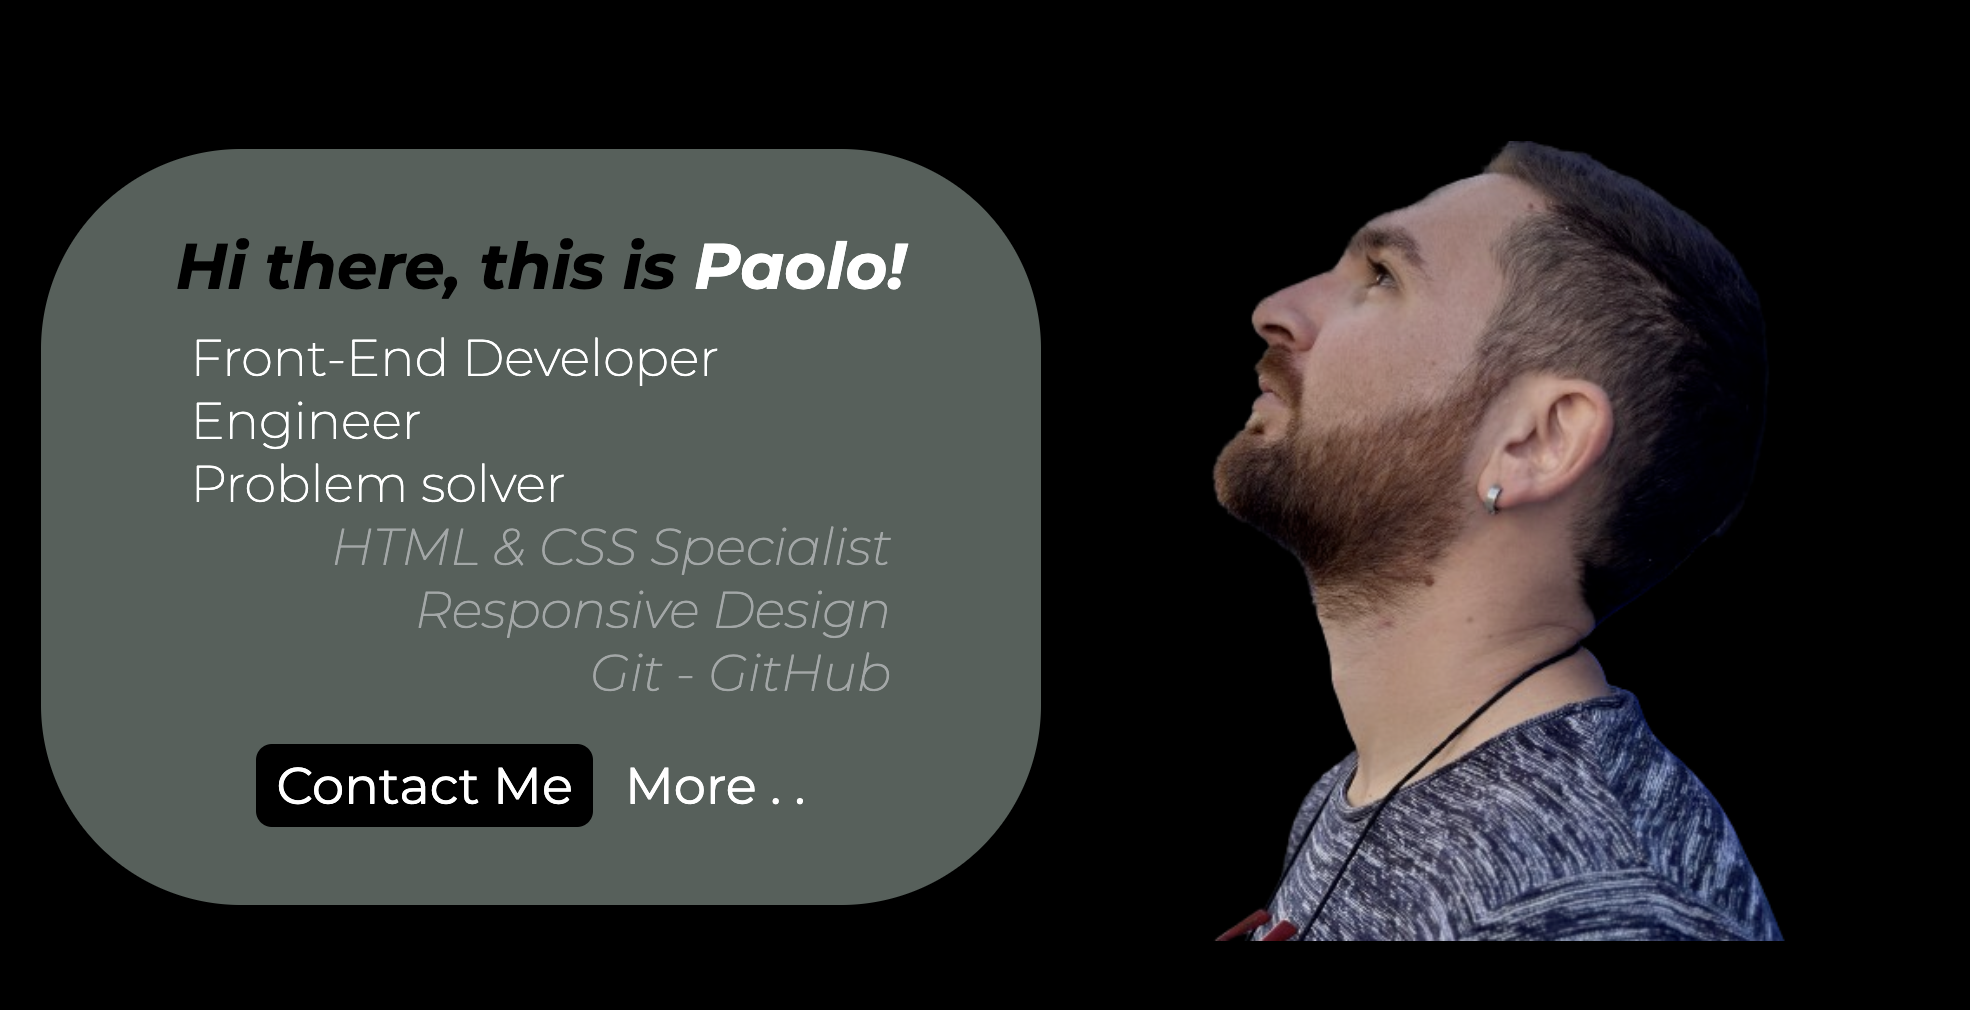 Hi there, this is Paolo!
Front-End Developer
Engineer
Problem solver
HTML & CSS Specialist
Responsive Design
Git - GitHub
Contact Me More . .